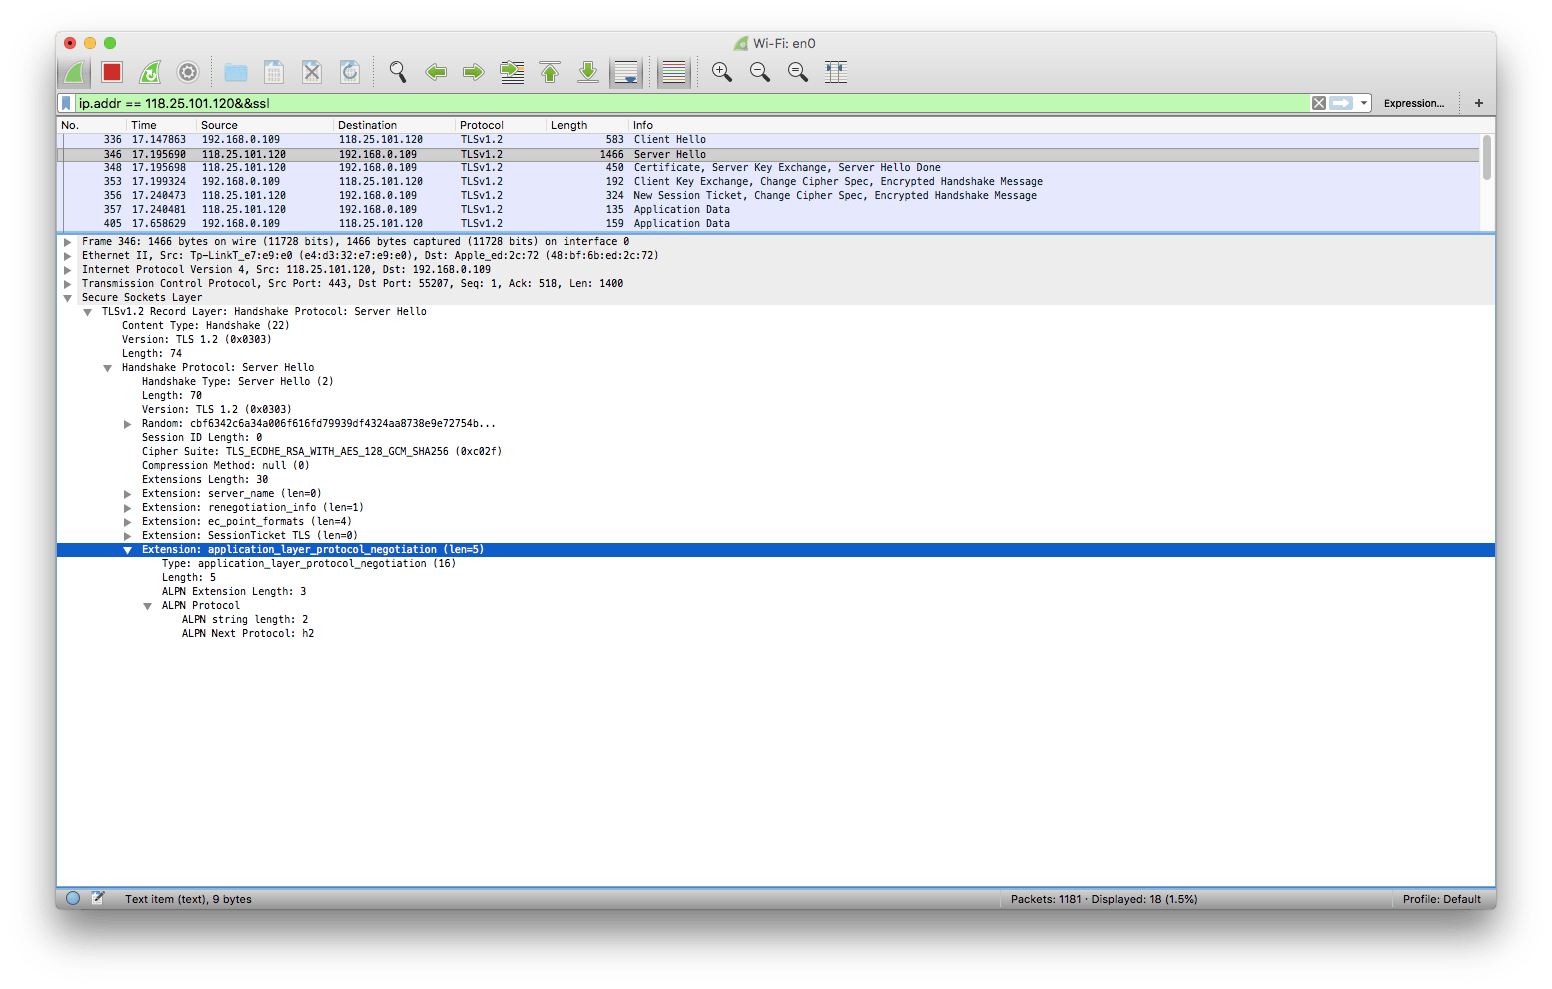 Wi-Fi: en0
ip.addr == 118.25.101.120&&ssl
Expression...
+
No. Time Source Destination Protocol Length Info
336 17.147863 192.168.0.109 118.25.101.120 TLSv1.2 583 Client Hello
346 17.195690 118.25.101.120 192.168.0.109 TLSv1.2 1466 Server Hello
348 17.195698 118.25.101.120 192.168.0.109 TLSv1.2 450 Certificate, Server Key Exchange, Server Hello Done
353 17.199324 192.168.0.109 118.25.101.120 TLSv1.2 192 Client Key Exchange, Change Cipher Spec, Encrypted Handshake Message
356 17.240473 118.25.101.120 192.168.0.109 TLSv1.2 324 New Session Ticket, Change Cipher Spec, Encrypted Handshake Message
357 17.240481 118.25.101.120 192.168.0.109 TLSv1.2 135 Application Data
405 17.658629 192.168.0.109 118.25.101.120 TLSv1.2 159 Application Data
Frame 346: 1466 bytes on wire (11728 bits), 1466 bytes captured (11728 bits) on interface 0
Ethernet II, Src: Tp-LinkT_e7:e9:e0 (e4:d3:32:e7:e9:e0), Dst: Apple_ed:2c:72 (48:bf:6b:ed:2c:72)
Internet Protocol Version 4, Src: 118.25.101.120, Dst: 192.168.0.109
Transmission Control Protocol, Src Port: 443, Dst Port: 55207, Seq: 1, Ack: 518, Len: 1400
Secure Sockets Layer
TLSv1.2 Record Layer: Handshake Protocol: Server Hello
Content Type: Handshake (22)
Version: TLS 1.2 (0x0303)
Length: 74
Handshake Protocol: Server Hello
Handshake Type: Server Hello (2)
Length: 70
Version: TLS 1.2 (0x0303)
Random: cbf6342c6a34a006f616fd79939df4324aa8738e9e72754b...
Session ID Length: 0
Cipher Suite: TLS_ECDHE_RSA_WITH_AES_128_GCM_SHA256 (0xc02f)
Compression Method: null (0)
Extensions Length: 30
Extension: server_name (len=0)
Extension: renegotiation_info (len=1)
Extension: ec_point_formats (len=4)
Extension: SessionTicket TLS (len=0)
Extension: application_layer_protocol_negotiation (len=5)
Type: application_layer_protocol_negotiation (16)
Length: 5
ALPN Extension Length: 3
ALPN Protocol
ALPN string length: 2
ALPN Next Protocol: h2
Text item (text), 9 bytes
Packets: 1181 · Displayed: 18 (1.5%)
Profile: Default